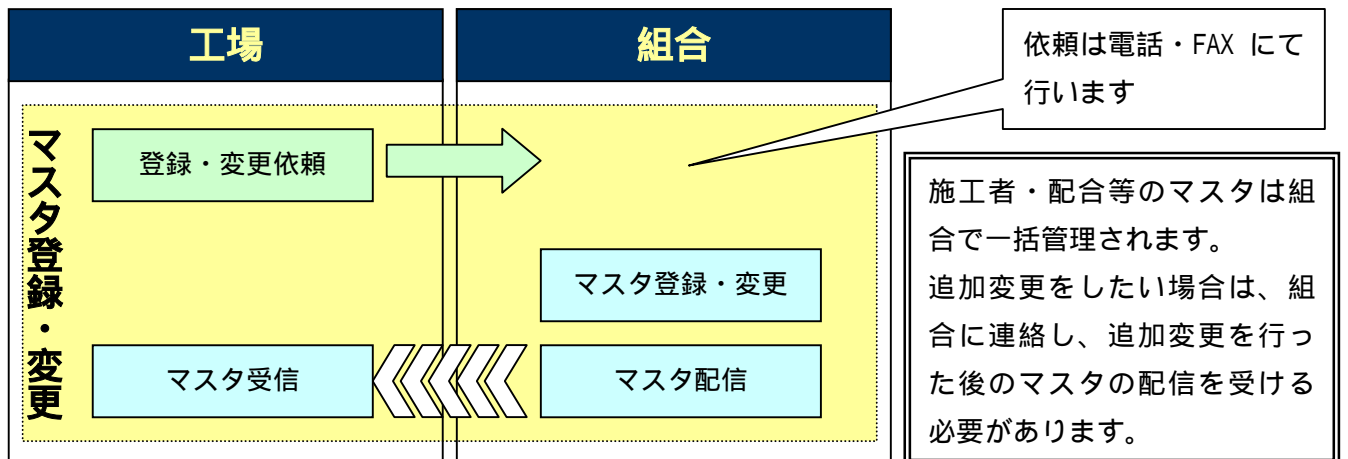 工場
組合
依頼は電話・FAX にて
行います
マスタ登録・変更
登録・変更依頼
マスタ登録・変更
マスタ受信
マスタ配信
施工者・配合等のマスタは組
合で一括管理されます。
追加変更をしたい場合は、組
合に連絡し、追加変更を行っ
た後のマスタの配信を受ける
必要があります。